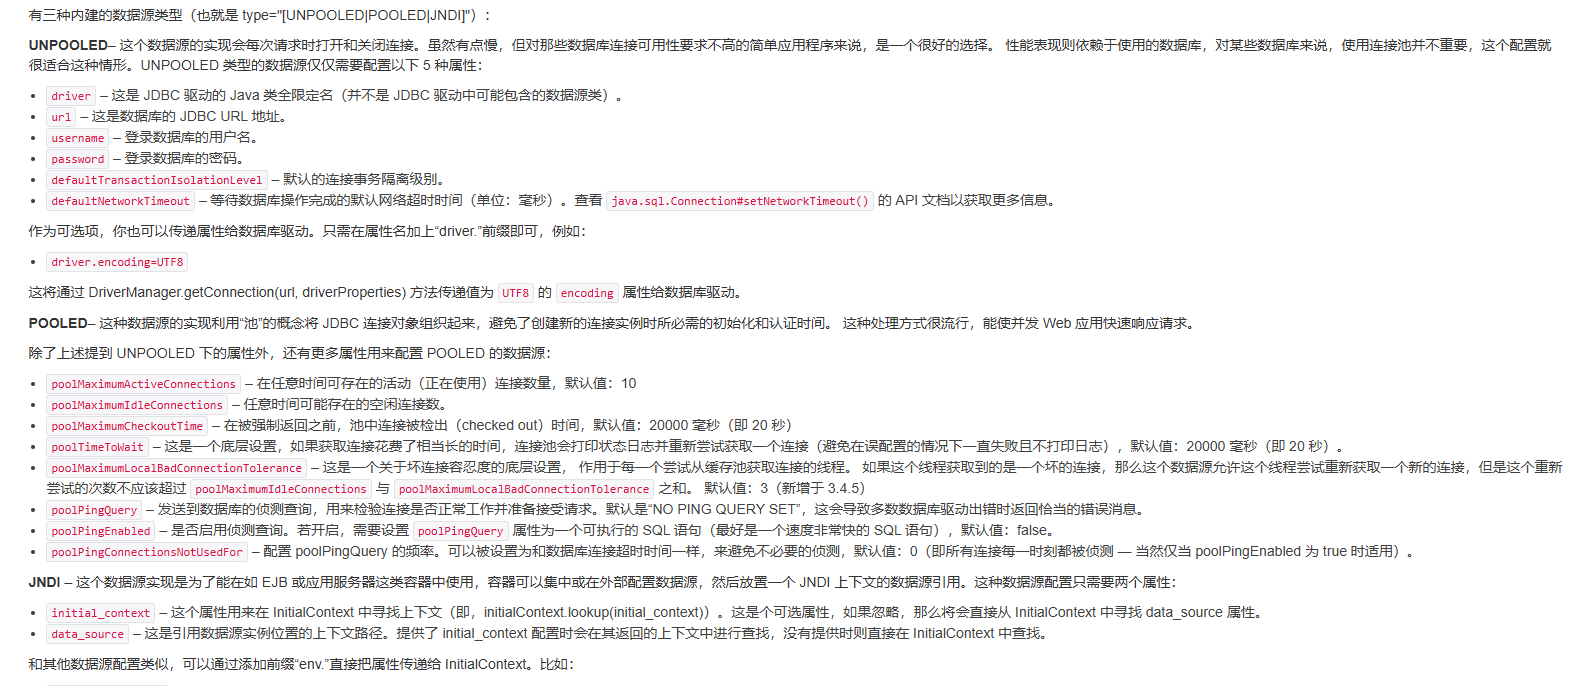 有三种内建的数据源类型（也就是 type="[UNPOOLED|POOLED|JNDI]"）：
UNPOOLED– 这个数据源的实现会每次请求时打开和关闭连接。虽然有点慢，但对那些数据库连接可用性要求不高的简单应用程序来说，是一个很好的选择。 性能表现则依赖于使用的数据库，对某些数据库来说，使用连接池并不重要，这个配置就
很适合这种情形。UNPOOLED 类型的数据源仅仅需要配置以下 5 种属性：
• driver – 这是 JDBC 驱动的 Java 类全限定名（并不是 JDBC 驱动中可能包含的数据源类）。
• url – 这是数据库的 JDBC URL 地址。
• username – 登录数据库的用户名。
• password – 登录数据库的密码。
• defaultTransactionIsolationLevel – 默认的连接事务隔离级别。
• defaultNetworkTimeout – 等待数据库操作完成的默认网络超时时间（单位：毫秒）。查看 java.sql.Connection#setNetworkTimeout() 的 API 文档以获取更多信息。
作为可选项，你也可以传递属性给数据库驱动。只需在属性名加上“driver.”前缀即可，例如：
• driver.encoding=UTF8
这将通过 DriverManager.getConnection(url, driverProperties) 方法传递值为 UTF8 的 encoding 属性给数据库驱动。
POOLED– 这种数据源的实现利用“池”的概念将 JDBC 连接对象组织起来，避免了创建新的连接实例时所必需的初始化和认证时间。 这种处理方式很流行，能使并发 Web 应用快速响应请求。
除了上述提到 UNPOOLED 下的属性外，还有更多属性用来配置 POOLED 的数据源：
• poolMaximumActiveConnections – 在任意时间可存在的活动（正在使用）连接数量，默认值：10
• poolMaximumIdleConnections – 任意时间可能存在的空闲连接数。
• poolMaximumCheckoutTime – 在被强制返回之前，池中连接被检出（checked out）时间，默认值：20000 毫秒（即 20 秒）
• poolTimeToWait – 这是一个底层设置，如果获取连接花费了相当长的时间，连接池会打印状态日志并重新尝试获取一个连接（避免在误配置的情况下一直失败且不打印日志），默认值：20000 毫秒（即 20 秒）。
• poolMaximumLocalBadConnectionTolerance – 这是一个关于坏连接容忍度的底层设置， 作用于每一个尝试从缓存池获取连接的线程。 如果这个线程获取到的是一个坏的连接，那么这个数据源允许这个线程尝试重新获取一个新的连接，但是这个重新
尝试的次数不应该超过 poolMaximumIdleConnections 与 poolMaximumLocalBadConnectionTolerance 之和。 默认值：3（新增于 3.4.5）
• poolPingQuery – 发送到数据库的侦测查询，用来检验连接是否正常工作并准备接受请求。默认是“NO PING QUERY SET”，这会导致多数数据库驱动出错时返回恰当的错误消息。
• poolPingEnabled – 是否启用侦测查询。若开启，需要设置 poolPingQuery 属性为一个可执行的 SQL 语句（最好是一个速度非常快的 SQL 语句），默认值：false。
• poolPingConnectionsNotUsedFor – 配置 poolPingQuery 的频率。可以被设置为和数据库连接超时时间一样，来避免不必要的侦测，默认值：0（即所有连接每一时刻都被侦测 — 当然仅当 poolPingEnabled 为 true 时适用）。
JNDI – 这个数据源实现是为了能在如 EJB 或应用服务器这类容器中使用，容器可以集中或在外部配置数据源，然后放置一个 JNDI 上下文的数据源引用。这种数据源配置只需要两个属性：
• initial_context – 这个属性用来在 InitialContext 中寻找上下文（即，initialContext.lookup(initial_context)）。这是个可选属性，如果忽略，那么将会直接从 InitialContext 中寻找 data_source 属性。
• data_source – 这是引用数据源实例位置的上下文路径。提供了 initial_context 配置时会在其返回的上下文中进行查找，没有提供时则直接在 InitialContext 中查找。
和其他数据源配置类似，可以通过添加前缀“env.”直接把属性传递给 InitialContext。比如：